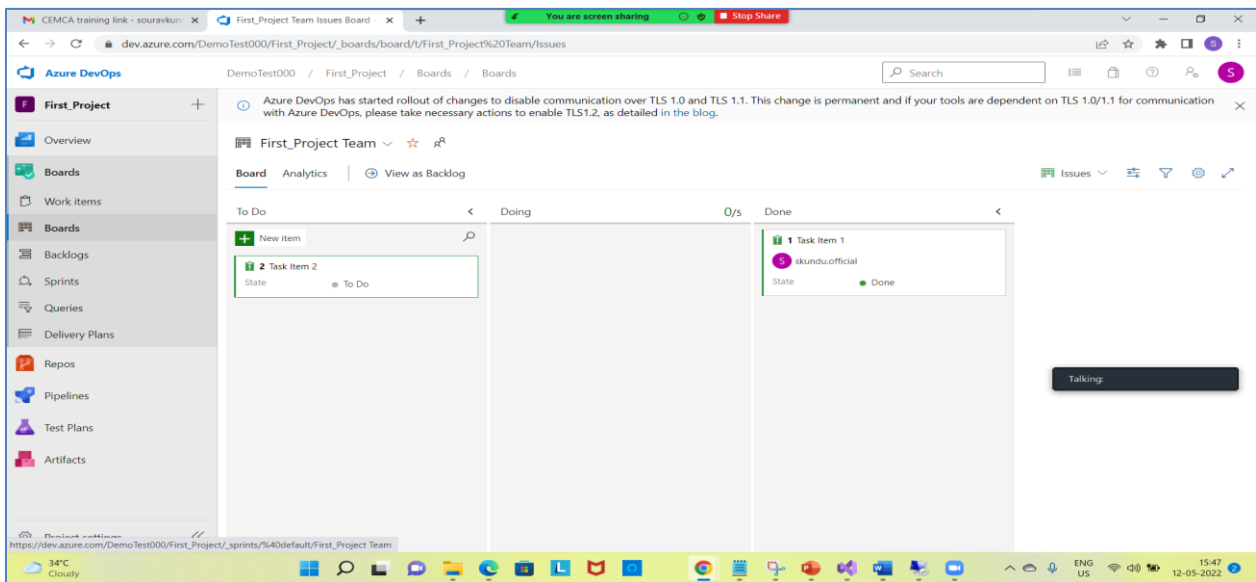 CEMCA training link - souravkun
First_Project Team Issues Board -
You are screen sharing
Stop Share
dev.azure.com/DemoTest000/First_Project/_boards/board/t/First_Project%20Team/Issues
S
Azure DevOps
DemoTest000 / First_Project / Boards / Boards
Search
S
F First_Project
Azure DevOps has started rollout of changes to disable communication over TLS 1.0 and TLS 1.1. This change is permanent and if your tools are dependent on TLS 1.0/1.1 for communication
with Azure DevOps, please take necessary actions to enable TLS1.2, as detailed in the blog.
Overview
First_Project Team
Boards
Board Analytics View as Backlog
Issues
Work items
To Do
Doing 0/5
Done
Boards
New item
1 Task Item 1
Backlogs
2 Task Item 2
S skundu.official
Sprints
State To Do
State Done
Queries
Delivery Plans
Repos
Talking:
Pipelines
Test Plans
Artifacts
https://dev.azure.com/DemoTest000/First_Project/_sprints/%40default/First_Project Team
34°C
Cloudy
ENG
US
15:47
12-05-2022
2